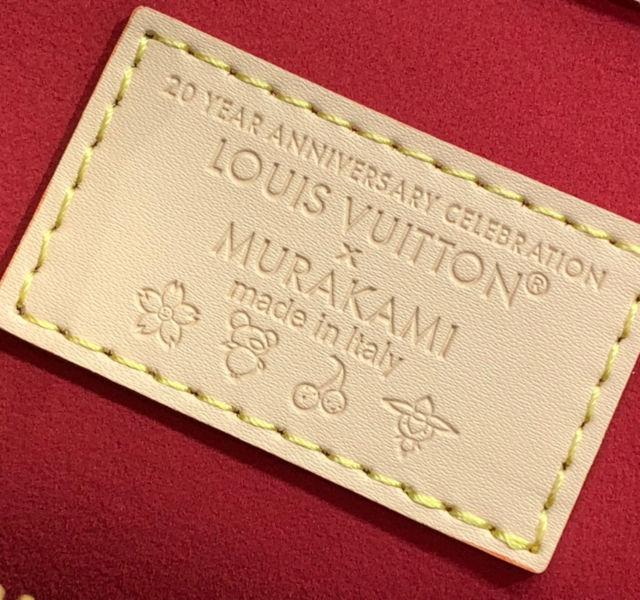 20 YEAR ANNIVERSARY CELEBRATION
LOUIS VUITTON®
x
MURAKAMI
made in Italy